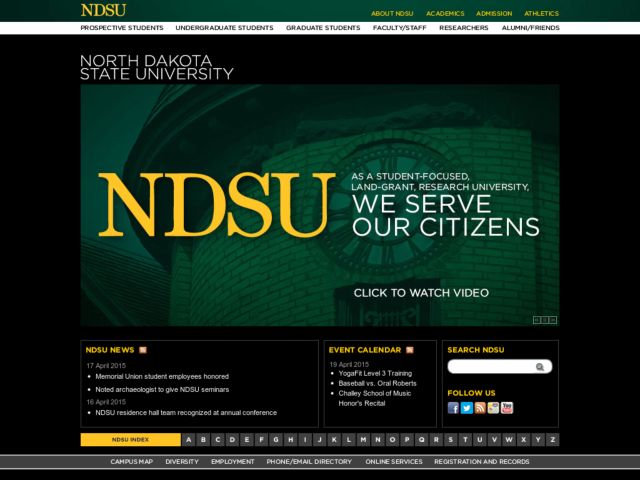 NDSU
ABOUT NDSU ACADEMICS ADMISSION ATHLETICS
PROSPECTIVE STUDENTS UNDERGRADUATE STUDENTS GRADUATE STUDENTS FACULTY/STAFF RESEARCHERS ALUMNI/FRIENDS
NORTH DAKOTA
STATE UNIVERSITY
NDSU
AS A STUDENT-FOCUSED,
LAND-GRANT, RESEARCH UNIVERSITY,
WE SERVE
OUR CITIZENS
CLICK TO WATCH VIDEO
NDSU NEWS
17 April 2015
Memorial Union student employees honored
Noted archaeologist to give NDSU seminars
16 April 2015
NDSU residence hall team recognized at annual conference
EVENT CALENDAR
19 April 2015
YogaFit Level 3 Training
Baseball vs. Oral Roberts
Challey School of Music
Honor's Recital
SEARCH NDSU
FOLLOW US
You
NDSU INDEX A B C D E F G H I J K L M N O P Q R S T U V W X Y Z
CAMPUS MAP DIVERSITY EMPLOYMENT PHONE/EMAIL DIRECTORY ONLINE SERVICES REGISTRATION AND RECORDS